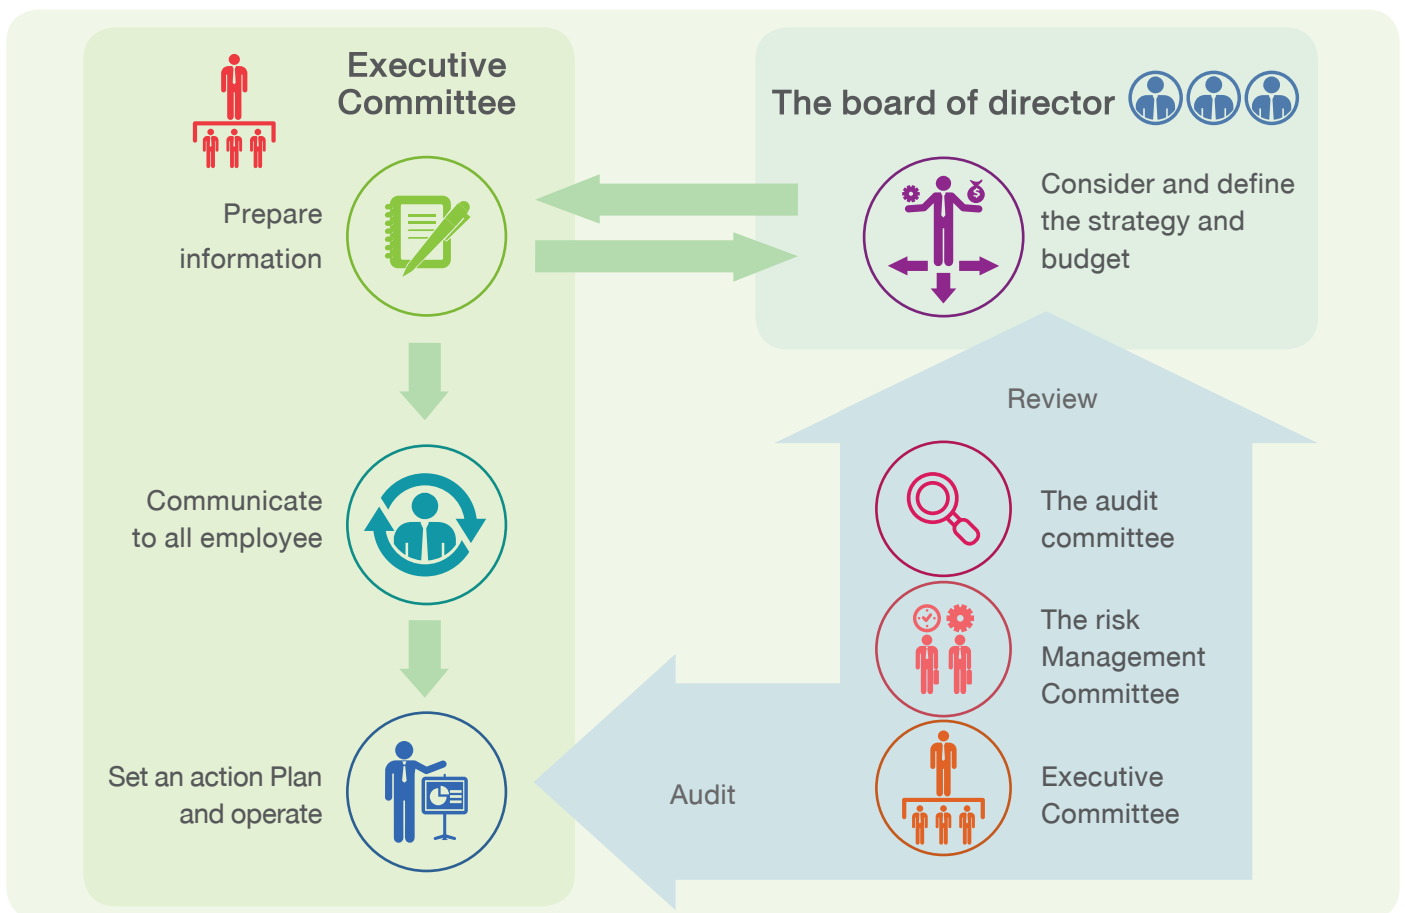 Executive
Committee
Prepare
information
Communicate
to all employee
Set an action Plan
and operate
The board of director
Consider and define
the strategy and
budget
Review
The audit
committee
The risk
Management
Committee
Executive
Committee
Audit